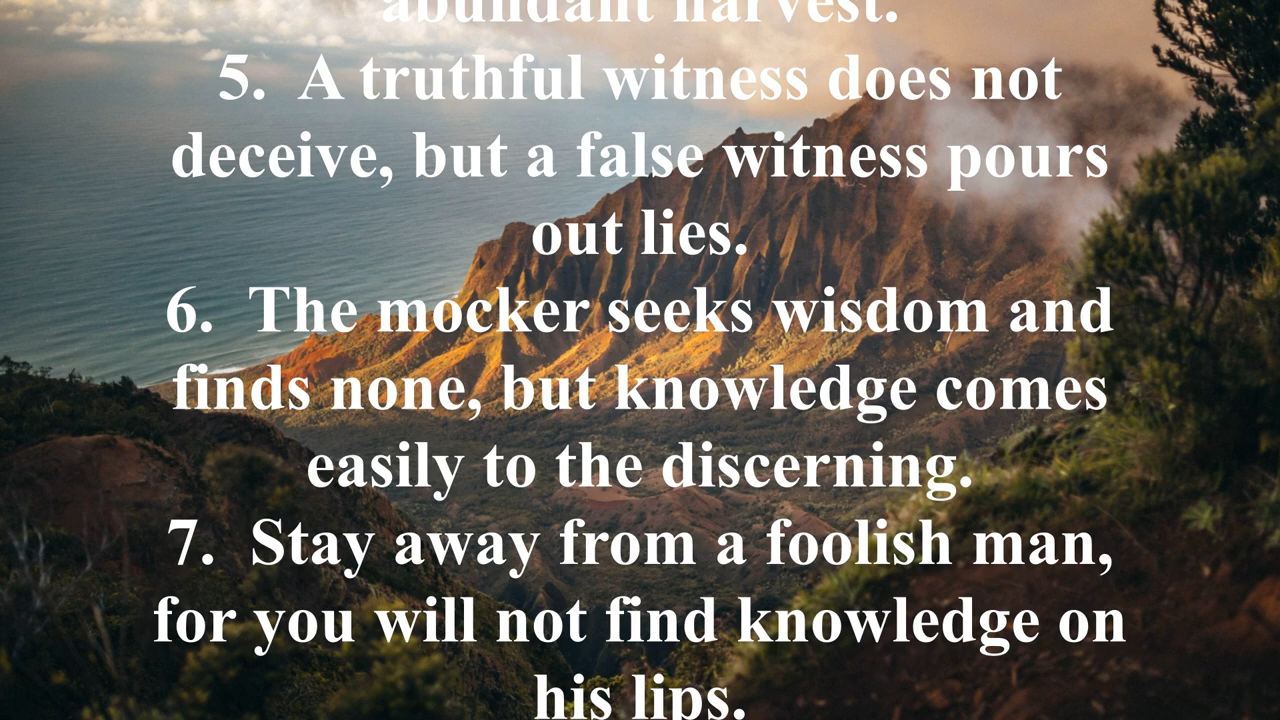 abundant harvest.
5. A truthful witness does not
deceive, but a false witness pours
out lies.
6. The mocker seeks wisdom and
finds none, but knowledge comes
easily to the discerning.
7. Stay away from a foolish man,
for you will not find knowledge on
his lips.